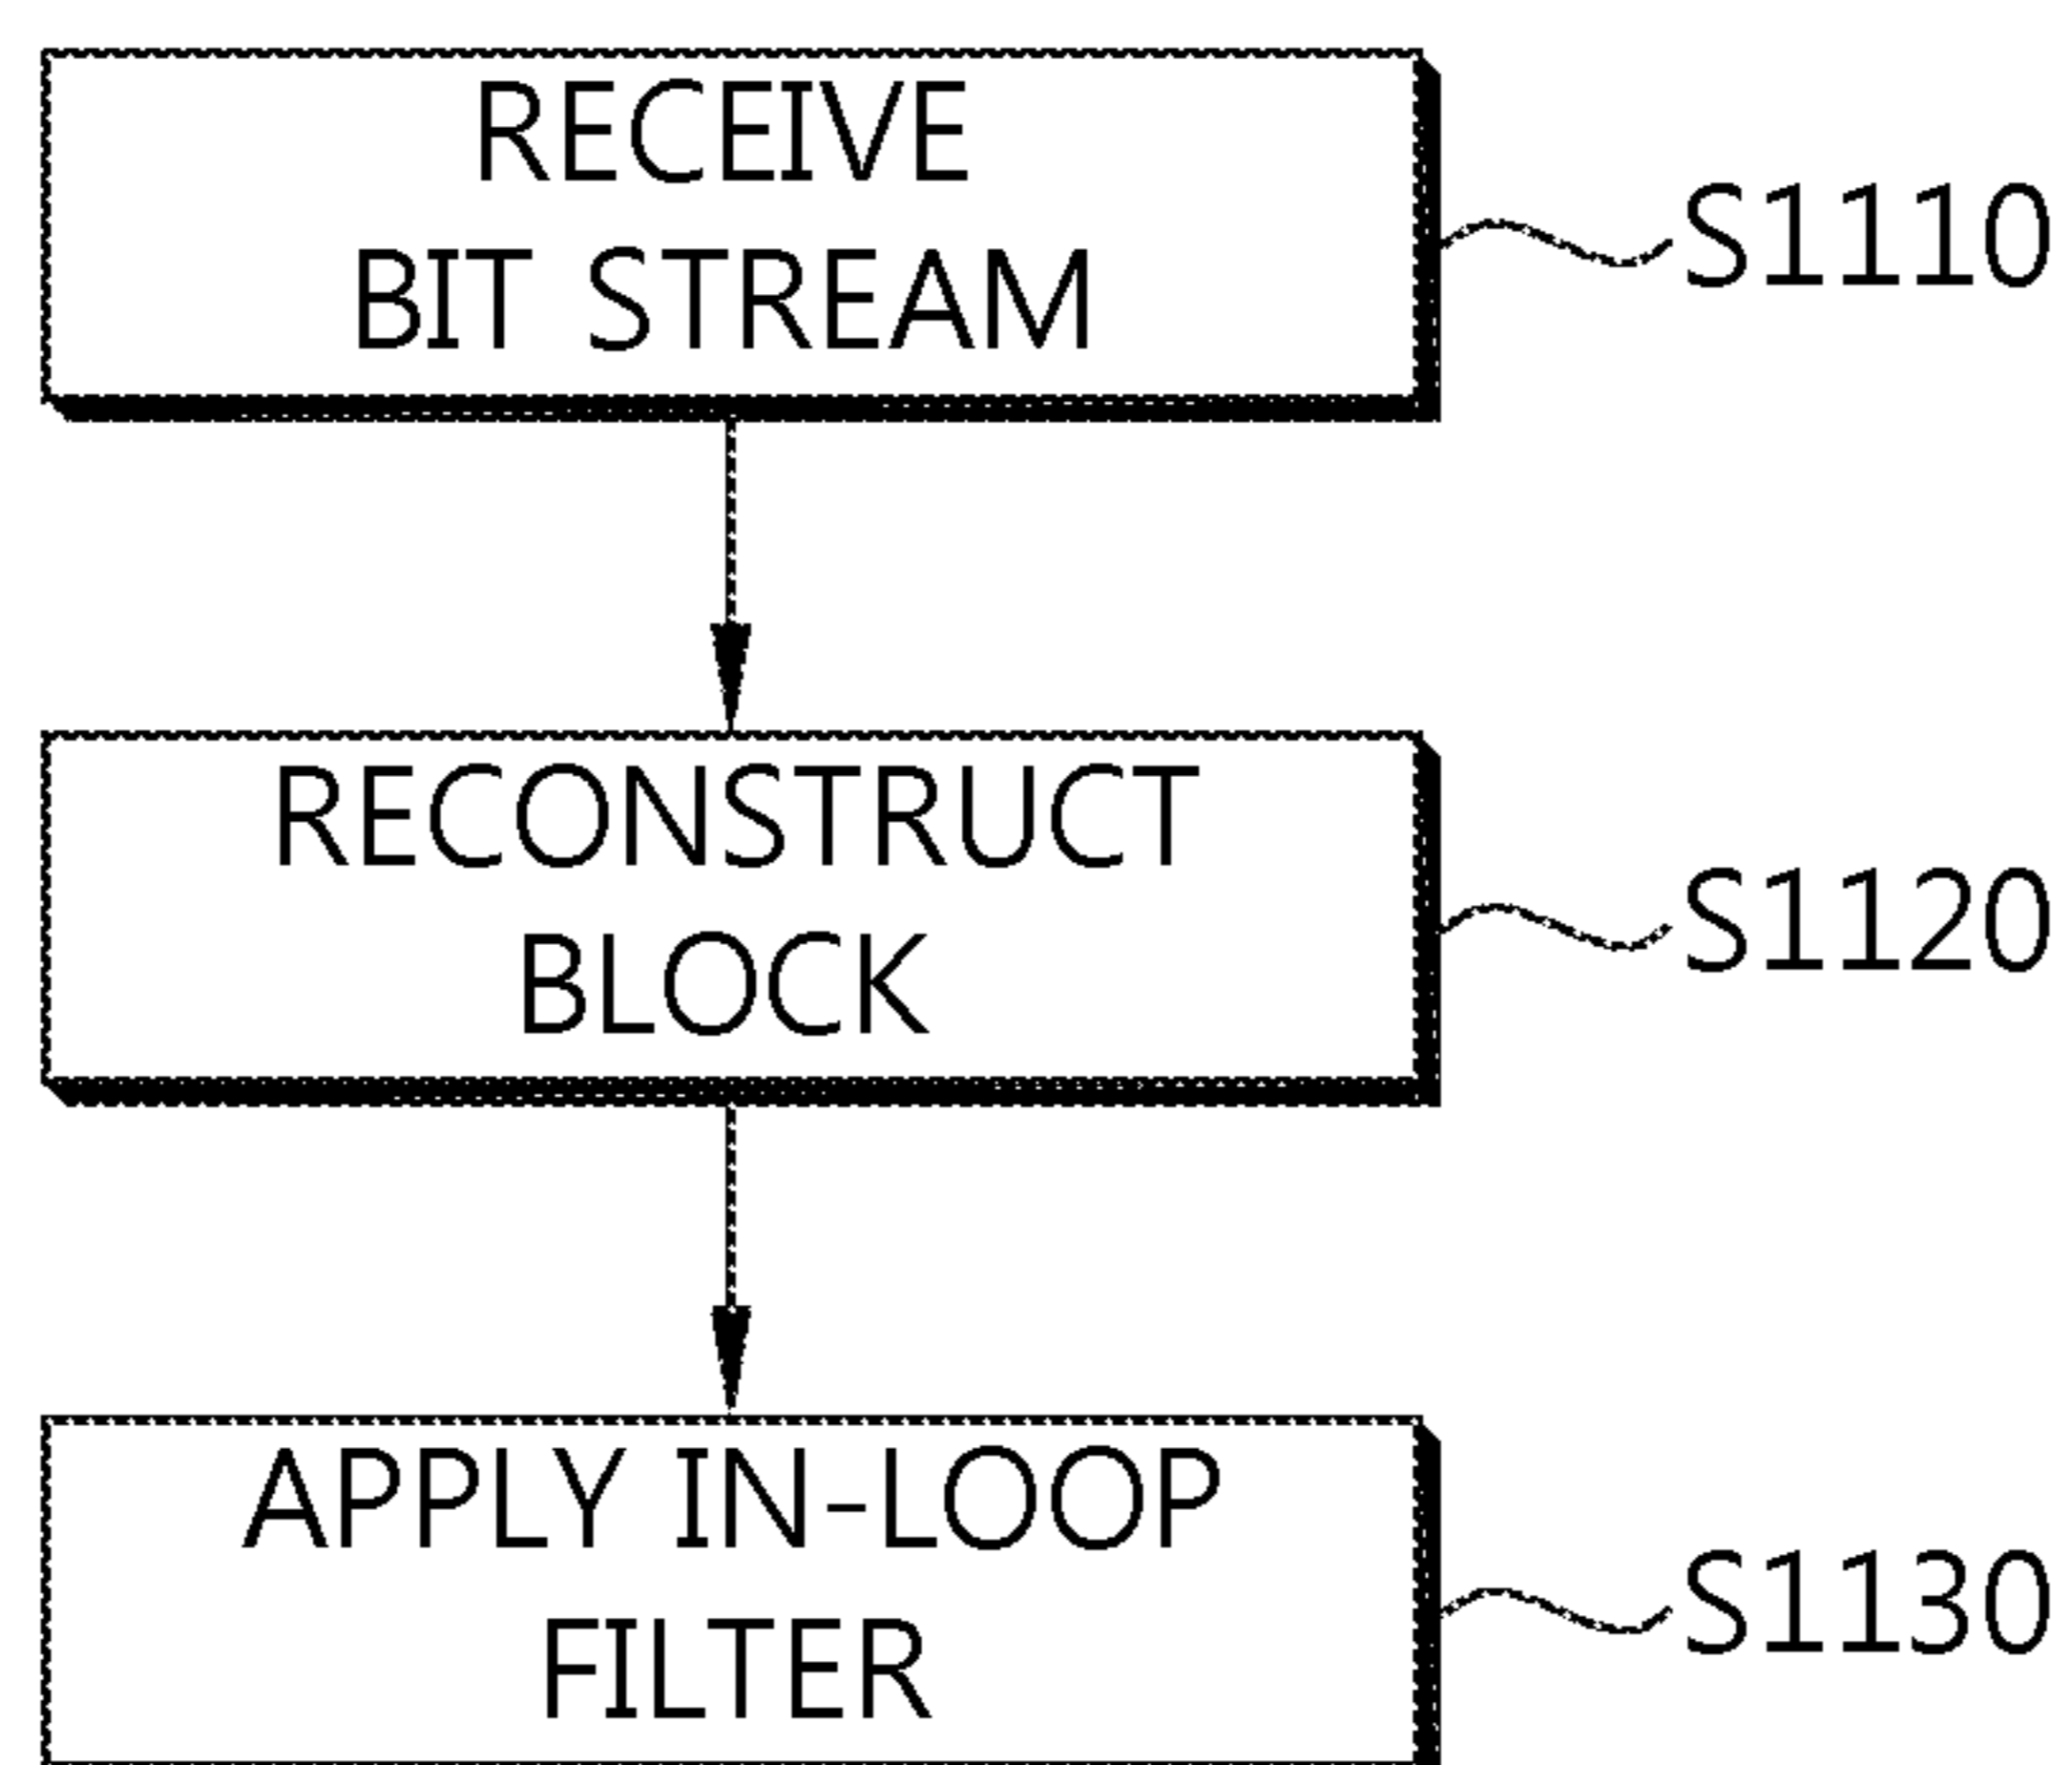 RECEIVE
BIT STREAM
S1110
RECONSTRUCT
BLOCK
S1120
APPLY IN-LOOP
FILTER
S1130